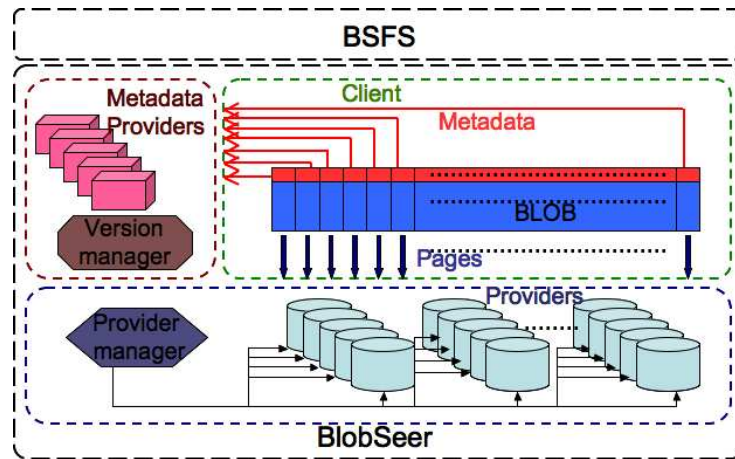 BSFS
Metadata
Providers
Client
Metadata
BLOB
Version
manager
Pages
Providers
Provider
manager
BlobSeer